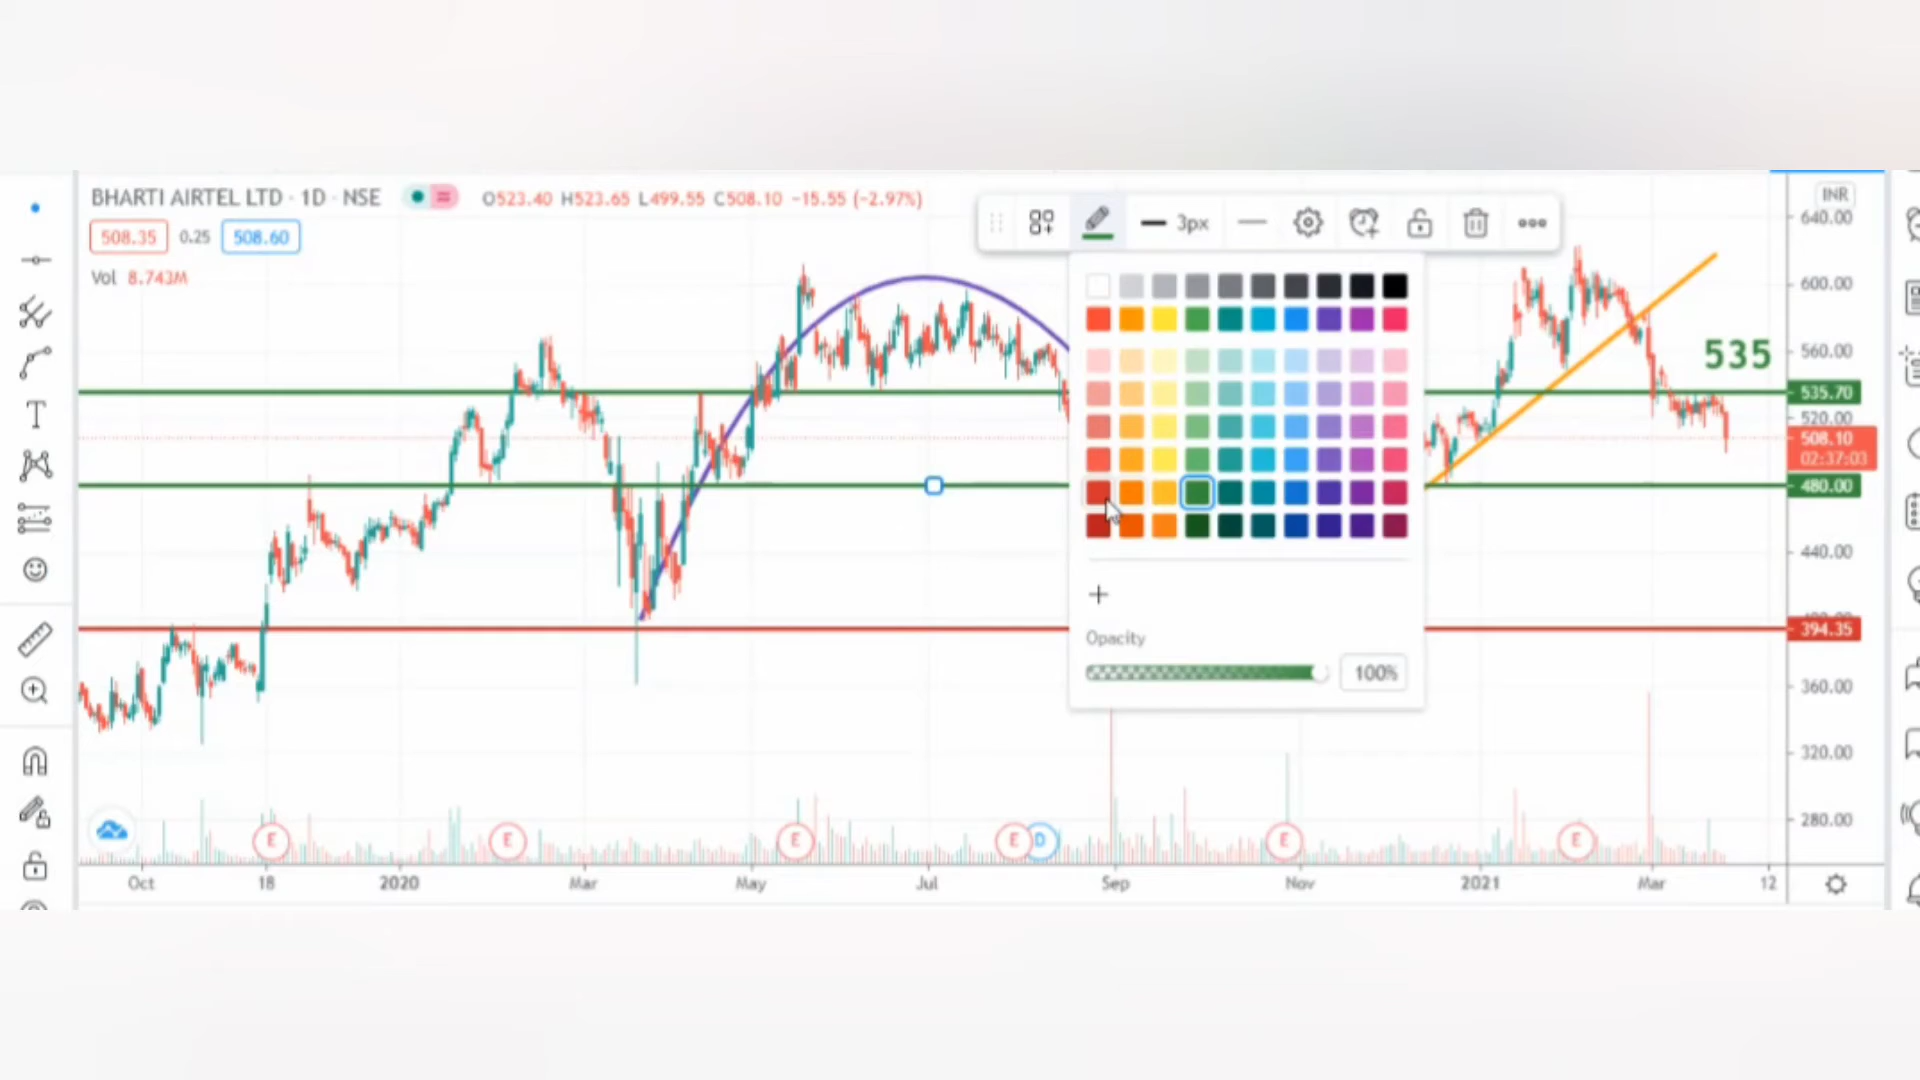 BHARTI AIRTEL LTD · 1D · NSE
O523.40 H523.65 L499.55 C508.10 −15.55 (−2.97%)
508.35 0.25 508.60
Vol 8.743M
3px
INR
640.00
600.00
560.00
535
535.70
520.00
508.10
02:37:03
480.00
440.00
394.35
360.00
320.00
280.00
Opacity
100%
E E E E D E E
Oct 18 2020 Mar May Jul Sep Nov 2021 Mar 12